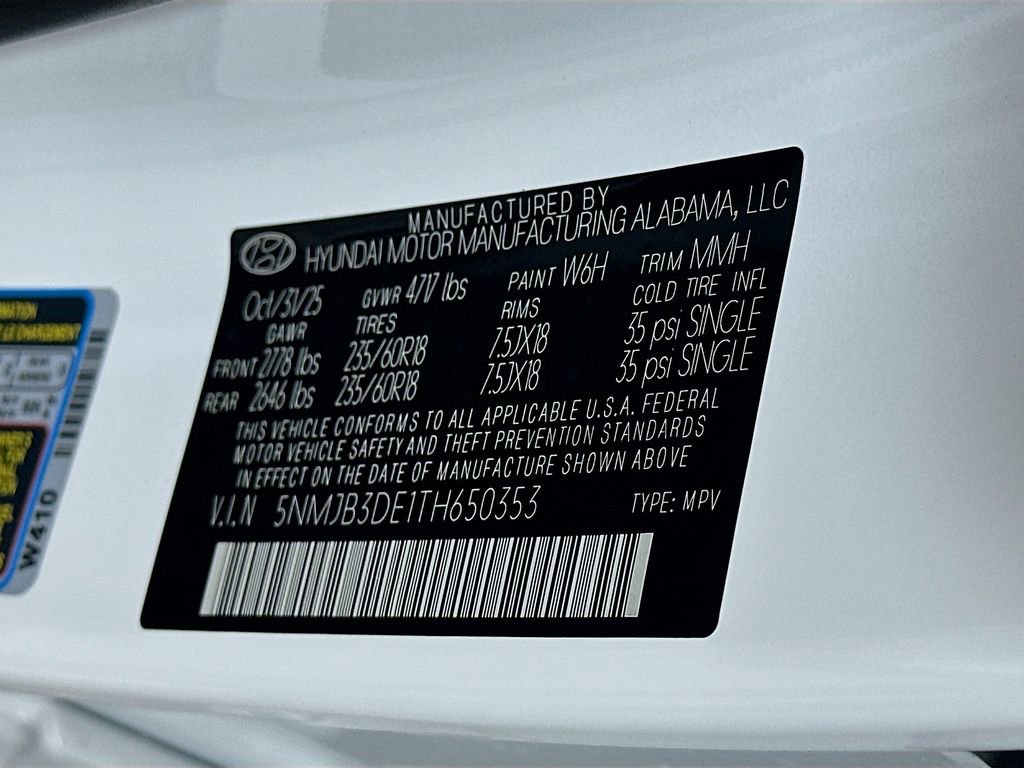 MANUFACTURED BY
HYUNDAI MOTOR MANUFACTURING ALABAMA, LLC
Oct/31/25 GVWR 4717 lbs PAINT W6H TRIM MMH
GAWR TIRES RIMS COLD TIRE INFL
FRONT 2778 lbs 235/60R18 7.5JX18 35 psi SINGLE
REAR 2646 lbs 235/60R18 7.5JX18 35 psi SINGLE
THIS VEHICLE CONFORMS TO ALL APPLICABLE U.S.A. FEDERAL
MOTOR VEHICLE SAFETY AND THEFT PREVENTION STANDARDS
IN EFFECT ON THE DATE OF MANUFACTURE SHOWN ABOVE
V.I.N 5NMJB3DE1TH650353 TYPE: MPV
W410